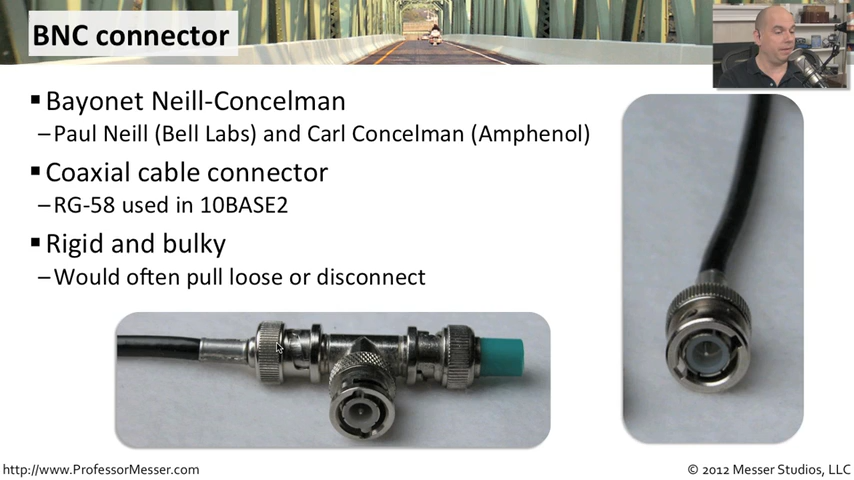 BNC connector
▪Bayonet Neill-Concelman
–Paul Neill (Bell Labs) and Carl Concelman (Amphenol)
▪Coaxial cable connector
–RG-58 used in 10BASE2
▪Rigid and bulky
–Would often pull loose or disconnect
http://www.ProfessorMesser.com
© 2012 Messer Studios, LLC